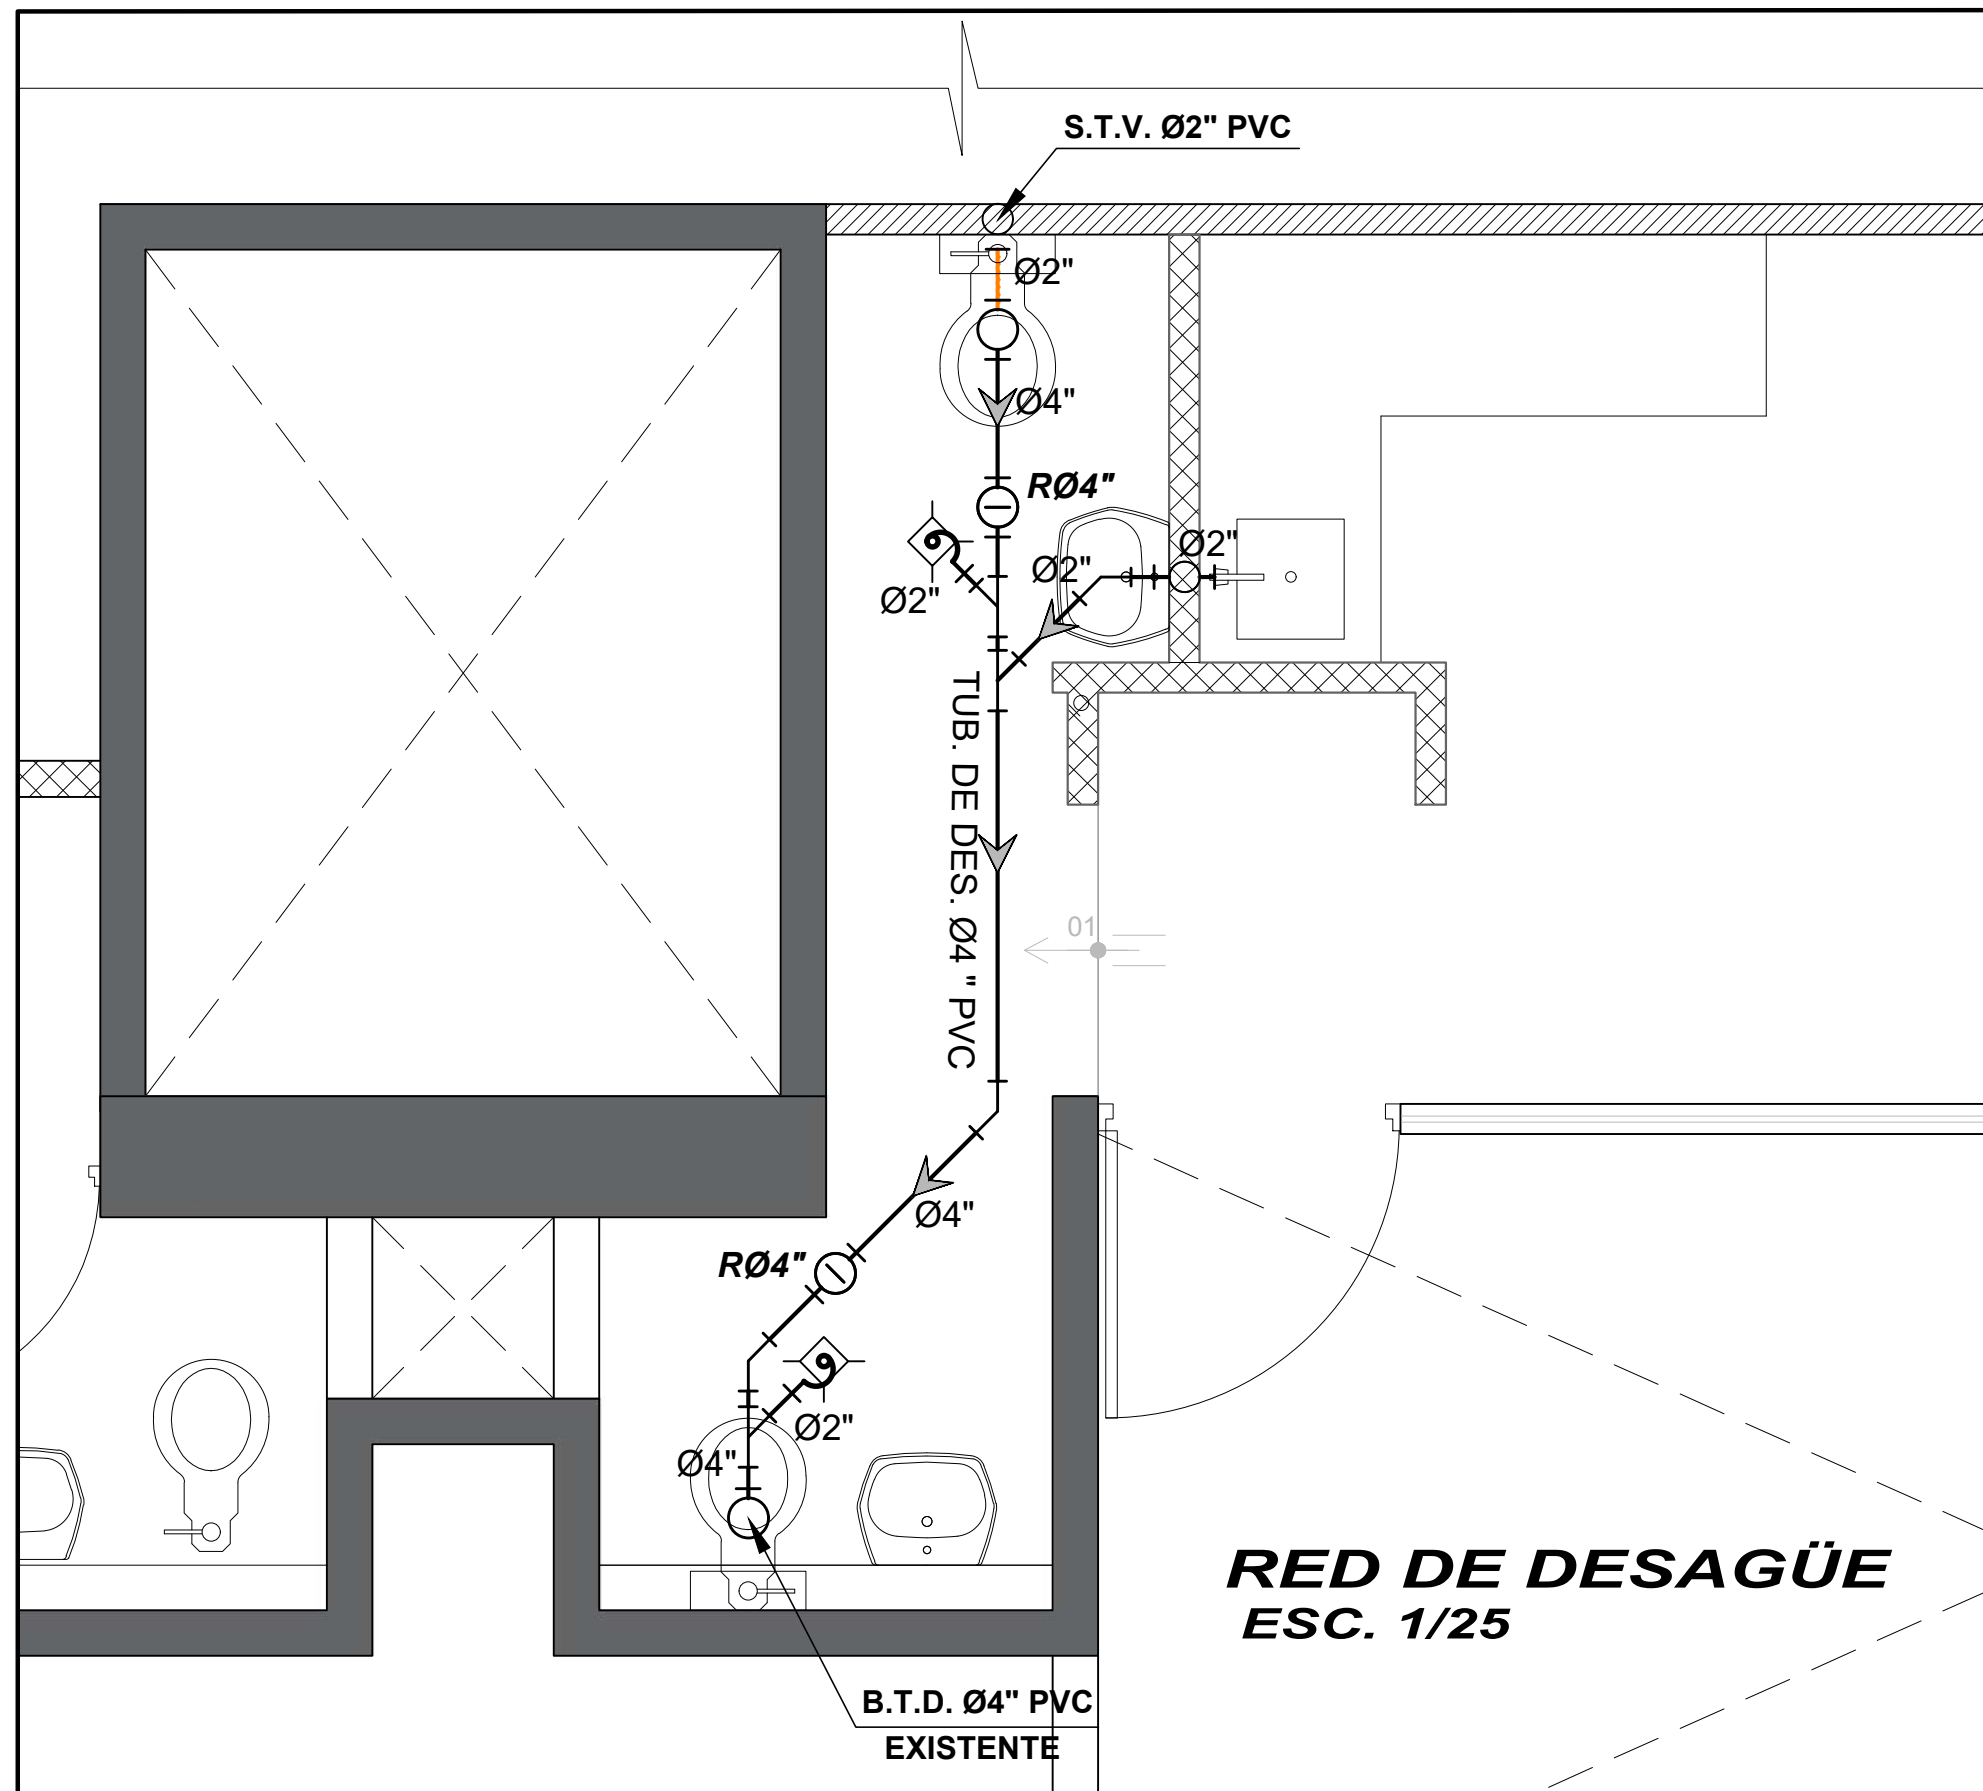 S.T.V. Ø2" PVC
Ø2"
Ø4"
RØ4"
Ø2"
Ø2"
Ø2"
TUB. DE DES. Ø4 " PVC
01
Ø4"
RØ4"
Ø2"
Ø4"
RED DE DESAGÜE
ESC. 1/25
B.T.D. Ø4" PVC
EXISTENTE